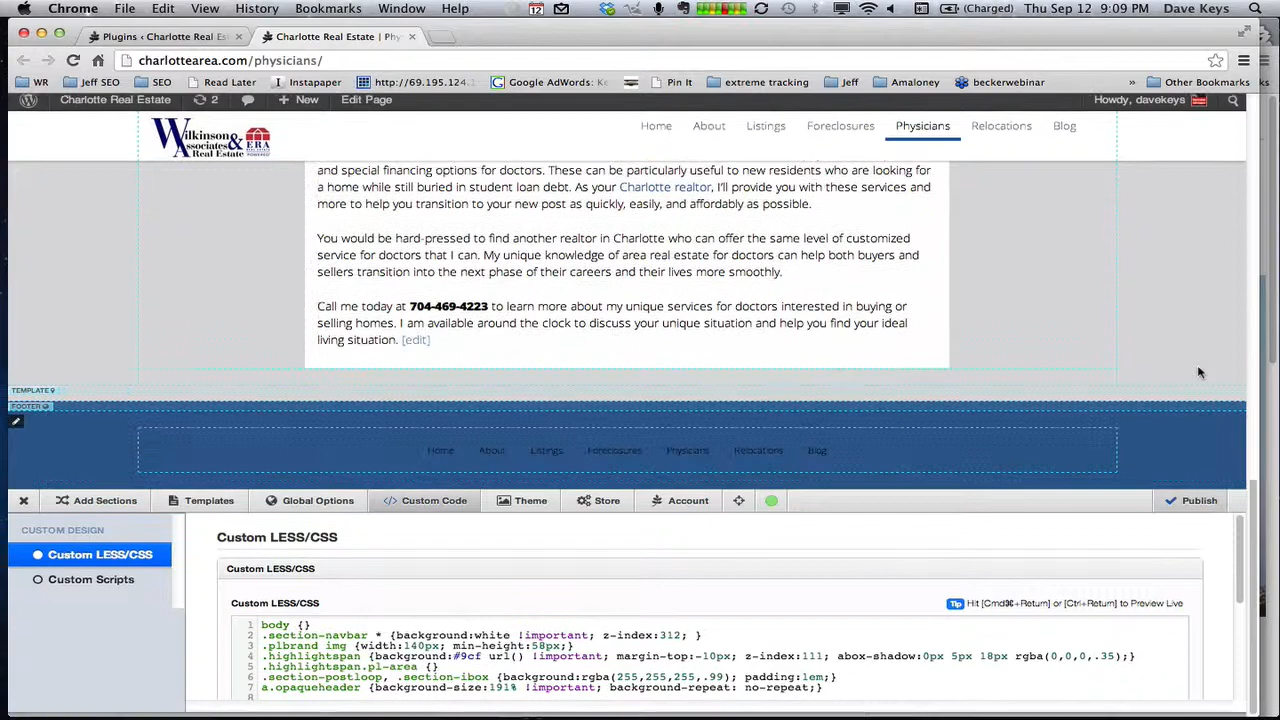 Chrome File Edit View History Bookmarks Window Help 12 (Charged) Thu Sep 12 9:09 PM Dave Keys
Plugins ‹ Charlotte Real Es × Charlotte Real Estate | Phy ×
charlottearea.com/physicians/
WR Jeff SEO SEO Read Later Instapaper http://69.195.124. Google AdWords: Ke Pin It extreme tracking Jeff Amaloney beckerwebinar » Other Bookmarks
Charlotte Real Estate 2 + New Edit Page Howdy, davekeys
Wilkinson & Associates Real Estate ERA REAL ESTATE POWERED
Home About Listings Foreclosures Physicians Relocations Blog
and special financing options for doctors. These can be particularly useful to new residents who are looking for
a home while still buried in student loan debt. As your Charlotte realtor, I'll provide you with these services and
more to help you transition to your new post as quickly, easily, and affordably as possible.
You would be hard-pressed to find another realtor in Charlotte who can offer the same level of customized
service for doctors that I can. My unique knowledge of area real estate for doctors can help both buyers and
sellers transition into the next phase of their careers and their lives more smoothly.
Call me today at 704-469-4223 to learn more about my unique services for doctors interested in buying or
selling homes. I am available around the clock to discuss your unique situation and help you find your ideal
living situation. [edit]
TEMPLATE
FOOTER
Home About Listings Foreclosures Physicians Relocations Blog
× Add Sections Templates Global Options </> Custom Code Theme Store Account Publish
CUSTOM DESIGN
Custom LESS/CSS
Custom Scripts
Custom LESS/CSS
Custom LESS/CSS
Custom LESS/CSS Tip Hit [Cmd⌘+Return] or [Ctrl+Return] to Preview Live
1 body {}
2 .section-navbar * {background:white !important; z-index:312; }
3 .plbrand img {width:140px; min-height:58px;}
4 .highlightspan {background:#9cf url() !important; margin-top:-10px; z-index:111; abox-shadow:0px 5px 18px rgba(0,0,0,.35);}
5 .highlightspan.pl-area {}
6 .section-postloop, .section-ibox {background:rgba(255,255,255,.99); padding:1em;}
7 a.opaqueheader {background-size:191% !important; background-repeat: no-repeat;}
8